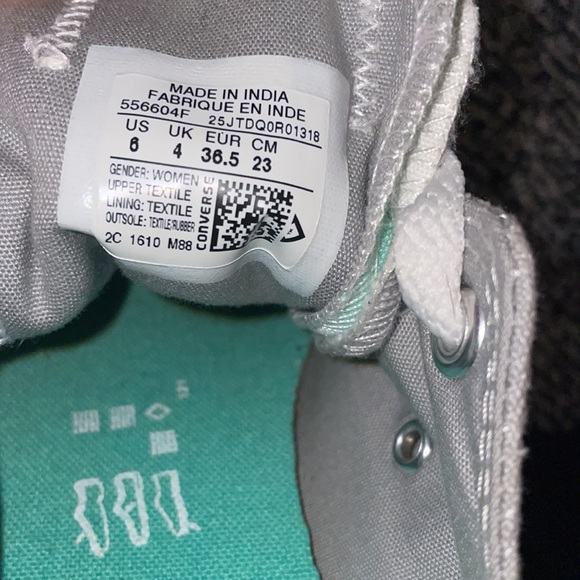 MADE IN INDIA
FABRIQUE EN INDE
556604F 25JTDQ0R01318
US UK EUR CM
6 4 36.5 23
GENDER: WOMEN
UPPER TEXTILE
LINING: TEXTILE
OUTSOLE: TEXTILE/RUBBER
2C 1610 M88
CONVERSE
5